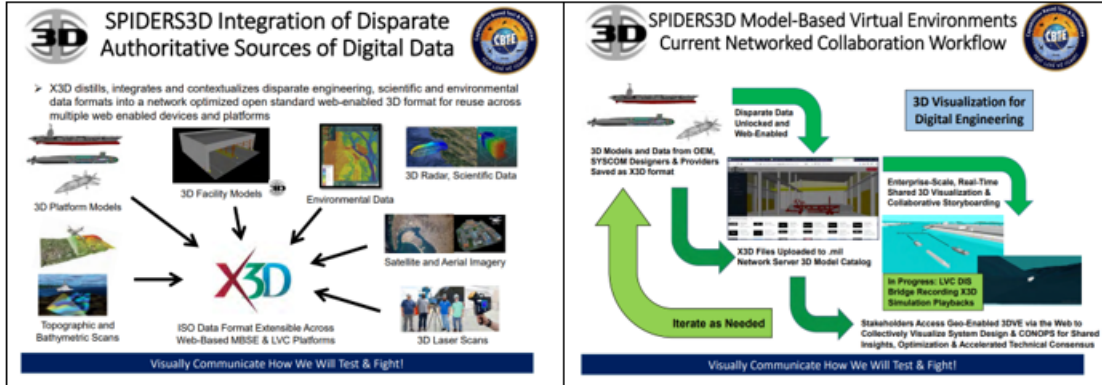 3D
SPIDERS3D Integration of Disparate
Authoritative Sources of Digital Data
CBTE
➢ X3D distills, integrates and contextualizes disparate engineering, scientific and environmental
data formats into a network optimized open standard web-enabled 3D format for reuse across
multiple web enabled devices and platforms
3D Platform Models
3D Facility Models
3D
Environmental Data
3D Radar, Scientific Data
Topographic and
Bathymetric Scans
X3D
Satellite and Aerial Imagery
ISO Data Format Extensible Across
Web-Based MBSE & LVC Platforms
3D Laser Scans
Visually Communicate How We Will Test & Fight!
3D
SPIDERS3D Model-Based Virtual Environments
Current Networked Collaboration Workflow
CBTE
Disparate Data
Unlocked and
Web-Enabled
3D Visualization for
Digital Engineering
3D Models and Data from OEM,
SYSCOM Designers & Providers
Saved as X3D format
Enterprise-Scale, Real-Time
Shared 3D Visualization &
Collaborative Storyboarding
X3D Files Uploaded to .mil
Network Server 3D Model Catalog
In Progress: LVC DIS
Bridge Recording X3D
Simulation Playbacks
Iterate as Needed
Stakeholders Access Geo-Enabled 3DVE via the Web to
Collectively Visualize System Design & CONOPS for Shared
Insights, Optimization & Accelerated Technical Consensus
Visually Communicate How We Will Test & Fight!